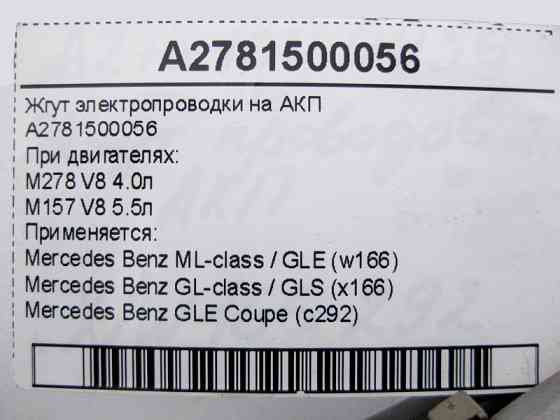 A2781500056
Жгут электропроводки на АКП
A2781500056
При двигателях:
M278 V8 4.0л
M157 V8 5.5л
Применяется:
Mercedes Benz ML-class / GLE (w166)
Mercedes Benz GL-class / GLS (x166)
Mercedes Benz GLE Coupe (c292)